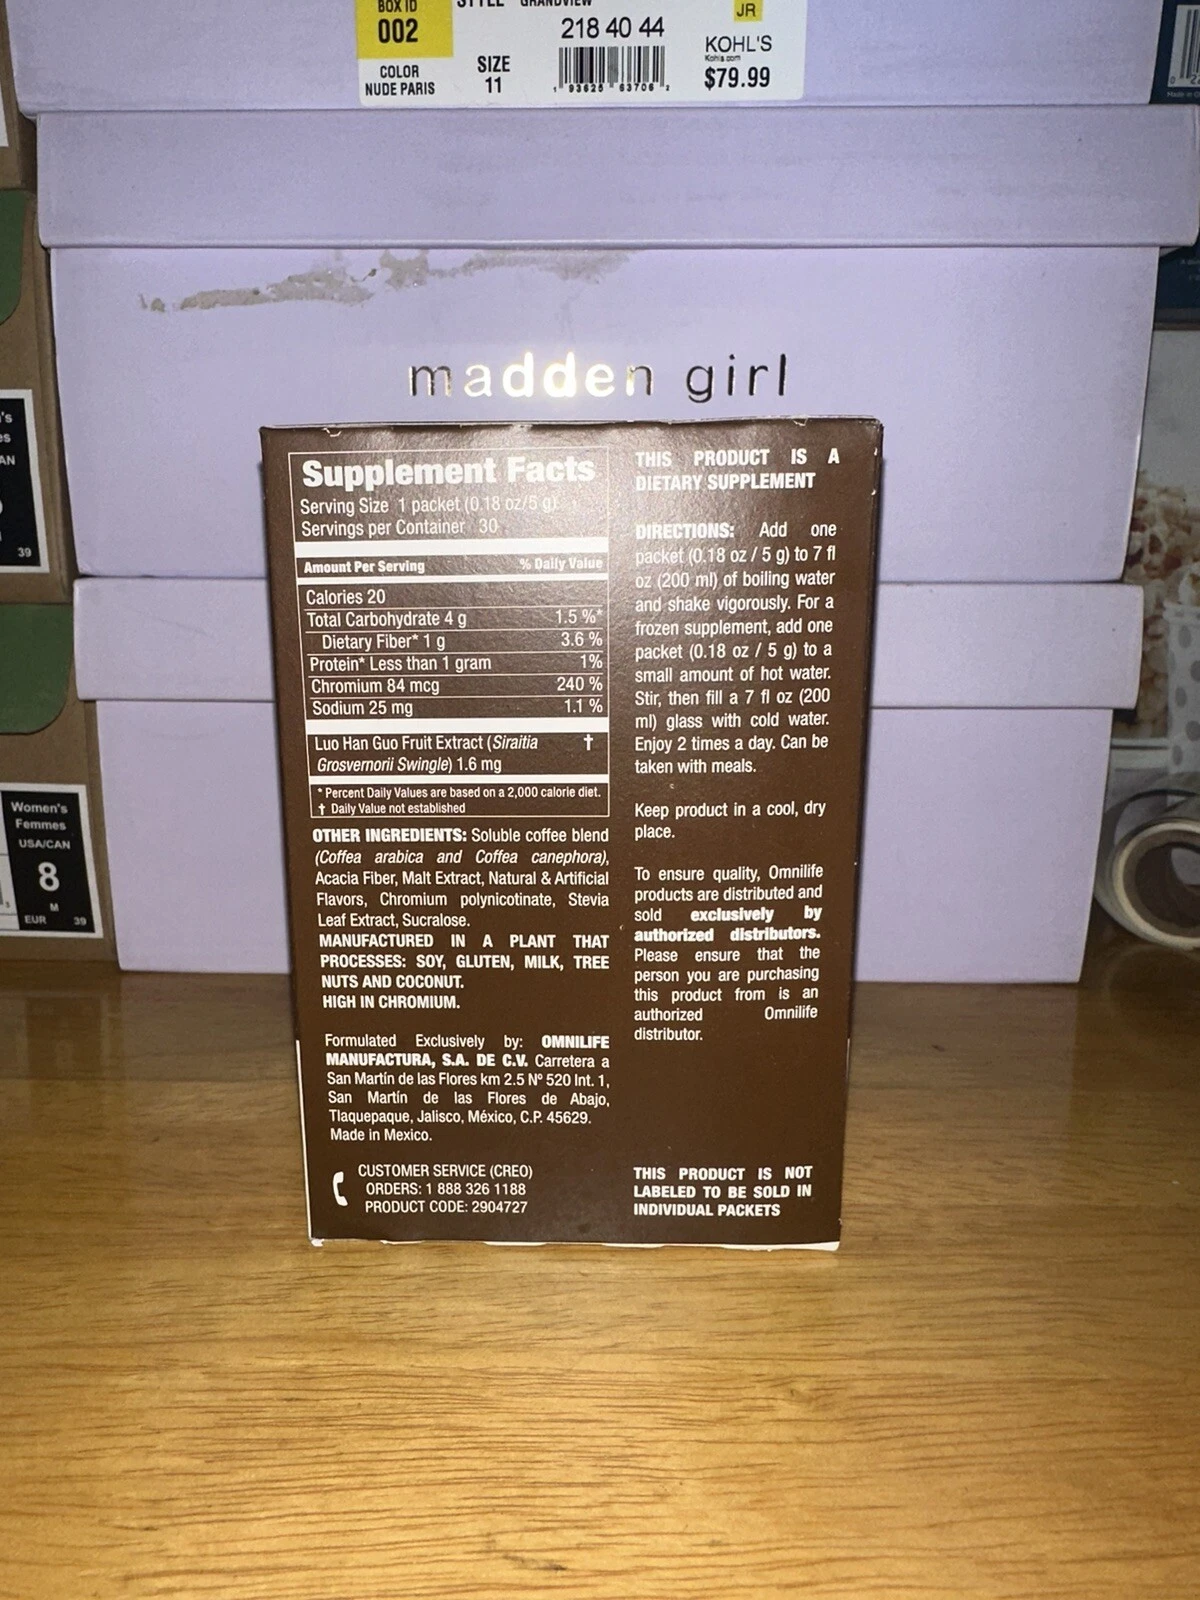 BOX ID
002
COLOR
NUDE PARIS
STYLE GRANDVIEW
218 40 44
SIZE
11
1 93625 63706 2
JR
KOHL'S
Kohls.com
$79.99
madden girl
AN
39
Women's
Femmes
USA/CAN
8
M
EUR 39
Supplement Facts
Serving Size 1 packet (0.18 oz/5 g)
Servings per Container 30
Amount Per Serving % Daily Value
Calories 20
Total Carbohydrate 4 g 1.5 %*
Dietary Fiber* 1 g 3.6 %
Protein* Less than 1 gram 1%
Chromium 84 mcg 240 %
Sodium 25 mg 1.1 %
Luo Han Guo Fruit Extract (Siraitia †
Grosvernorii Swingle) 1.6 mg
* Percent Daily Values are based on a 2,000 calorie diet.
† Daily Value not established
OTHER INGREDIENTS: Soluble coffee blend
(Coffea arabica and Coffea canephora),
Acacia Fiber, Malt Extract, Natural & Artificial
Flavors, Chromium polynicotinate, Stevia
Leaf Extract, Sucralose.
MANUFACTURED IN A PLANT THAT
PROCESSES: SOY, GLUTEN, MILK, TREE
NUTS AND COCONUT.
HIGH IN CHROMIUM.
Formulated Exclusively by: OMNILIFE
MANUFACTURA, S.A. DE C.V. Carretera a
San Martín de las Flores km 2.5 Nº 520 Int. 1,
San Martín de las Flores de Abajo,
Tlaquepaque, Jalisco, México, C.P. 45629.
Made in Mexico.
CUSTOMER SERVICE (CREO)
ORDERS: 1 888 326 1188
PRODUCT CODE: 2904727
THIS PRODUCT IS A
DIETARY SUPPLEMENT
DIRECTIONS: Add one
packet (0.18 oz / 5 g) to 7 fl
oz (200 ml) of boiling water
and shake vigorously. For a
frozen supplement, add one
packet (0.18 oz / 5 g) to a
small amount of hot water.
Stir, then fill a 7 fl oz (200
ml) glass with cold water.
Enjoy 2 times a day. Can be
taken with meals.
Keep product in a cool, dry
place.
To ensure quality, Omnilife
products are distributed and
sold exclusively by
authorized distributors.
Please ensure that the
person you are purchasing
this product from is an
authorized Omnilife
distributor.
THIS PRODUCT IS NOT
LABELED TO BE SOLD IN
INDIVIDUAL PACKETS